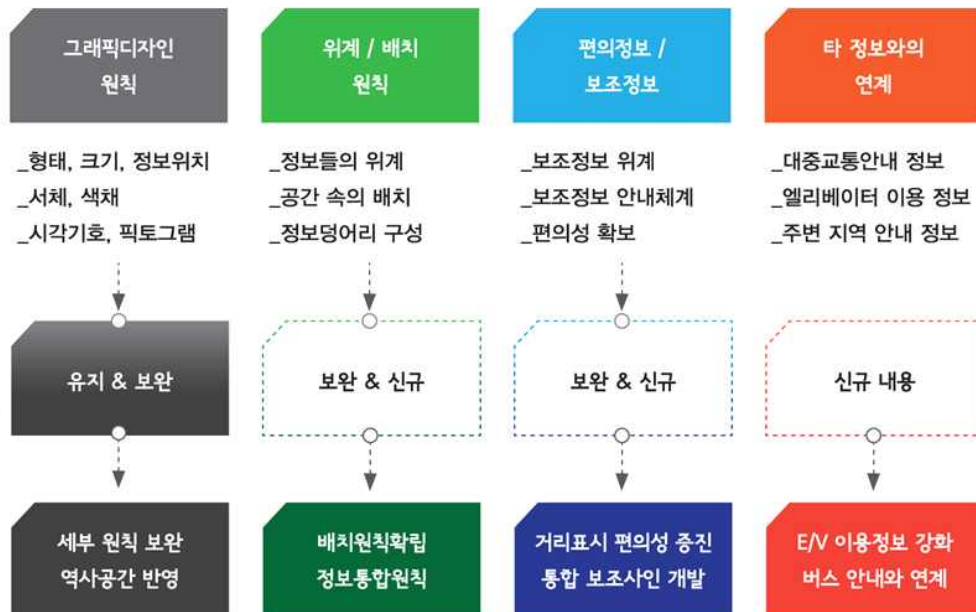 그래픽디자인
원칙
위계 / 배치
원칙
편의정보 /
보조정보
타 정보와의
연계
_형태, 크기, 정보위치
_서체, 색채
_시각기호, 픽토그램
_정보들의 위계
_공간 속의 배치
_정보덩어리 구성
_보조정보 위계
_보조정보 안내체계
_편의성 확보
_대중교통안내 정보
_엘리베이터 이용 정보
_주변 지역 안내 정보
유지 & 보완
보완 & 신규
보완 & 신규
신규 내용
세부 원칙 보완
역사공간 반영
배치원칙확립
정보통합원칙
거리표시 편의성 증진
통합 보조사인 개발
E/V 이용정보 강화
버스 안내와 연계